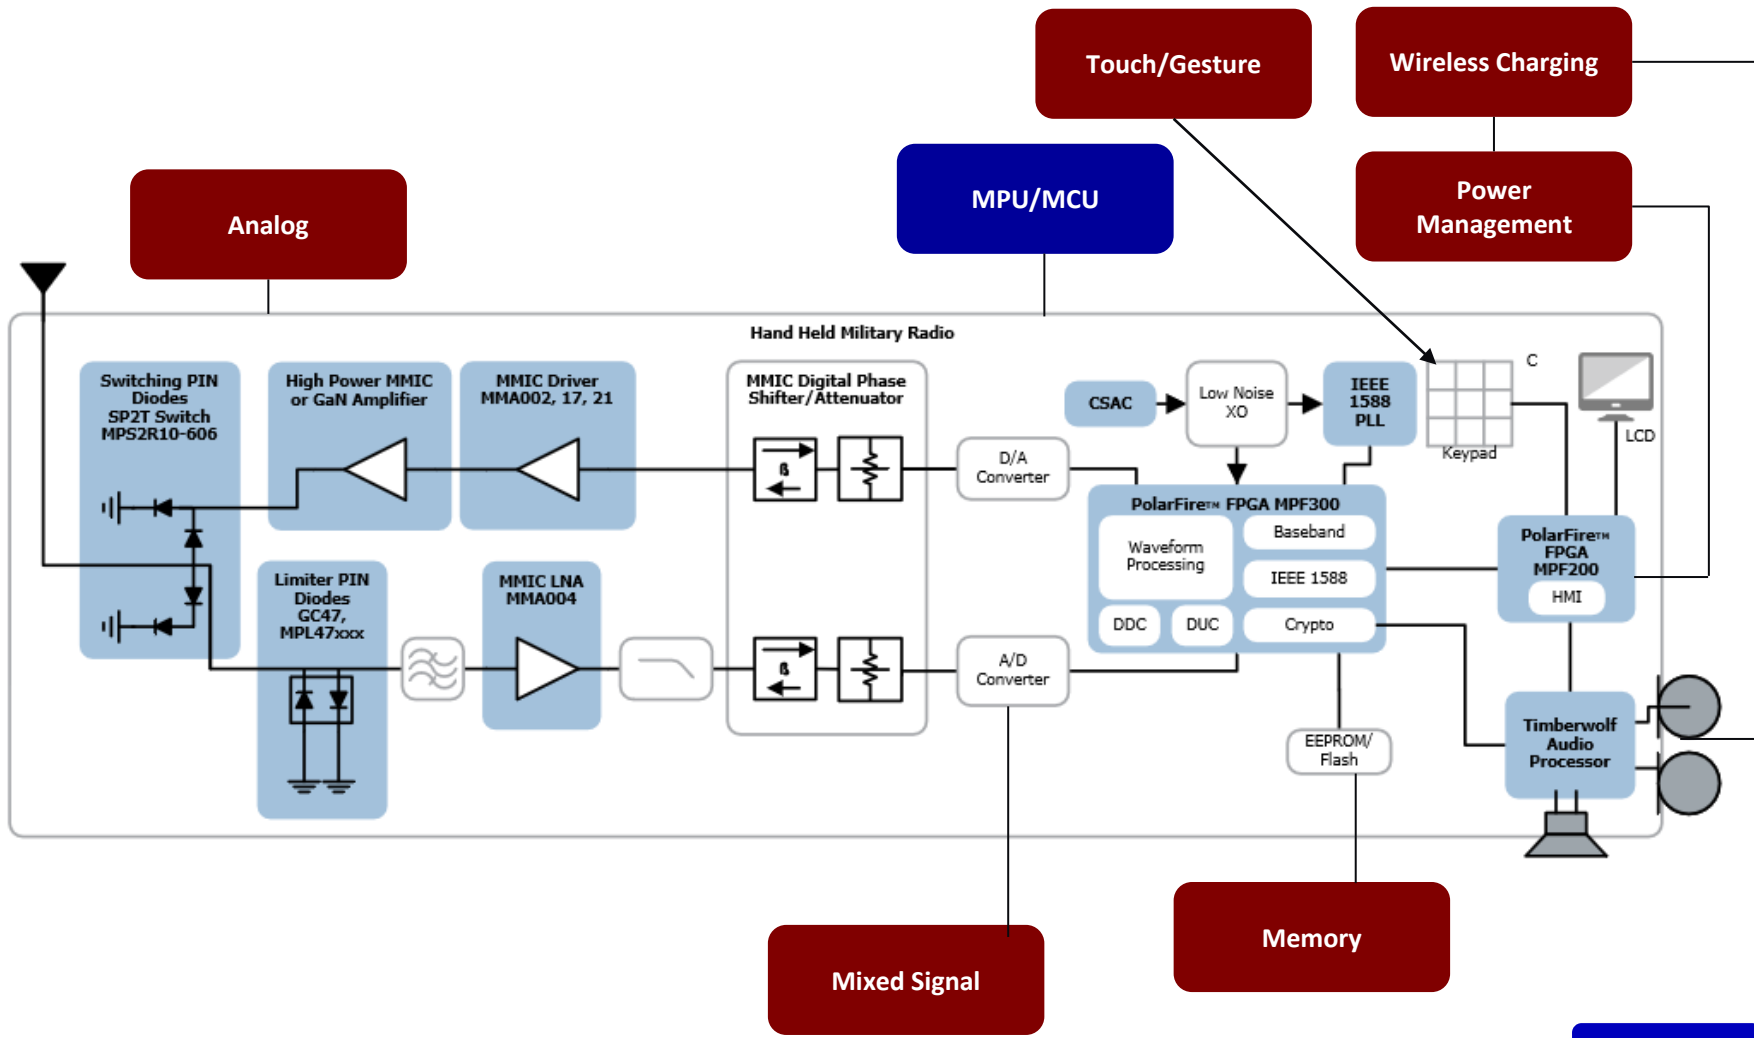 Touch/Gesture
Wireless Charging
MPU/MCU
Power
Management
Analog
Hand Held Military Radio
Switching PIN
Diodes
SP2T Switch
MPS2R10-606
High Power MMIC
or GaN Amplifier
MMIC Driver
MMA002, 17, 21
MMIC Digital Phase
Shifter/Attenuator
ß
D/A
Converter
CSAC
Low Noise
XO
IEEE
1588
PLL
C
Keypad
LCD
PolarFire™ FPGA MPF300
Waveform
Processing
Baseband
IEEE 1588
DDC
DUC
Crypto
PolarFire™
FPGA
MPF200
HMI
Limiter PIN
Diodes
GC47,
MPL47xxx
MMIC LNA
MMA004
ß
A/D
Converter
EEPROM/
Flash
Timberwolf
Audio
Processor
Memory
Mixed Signal